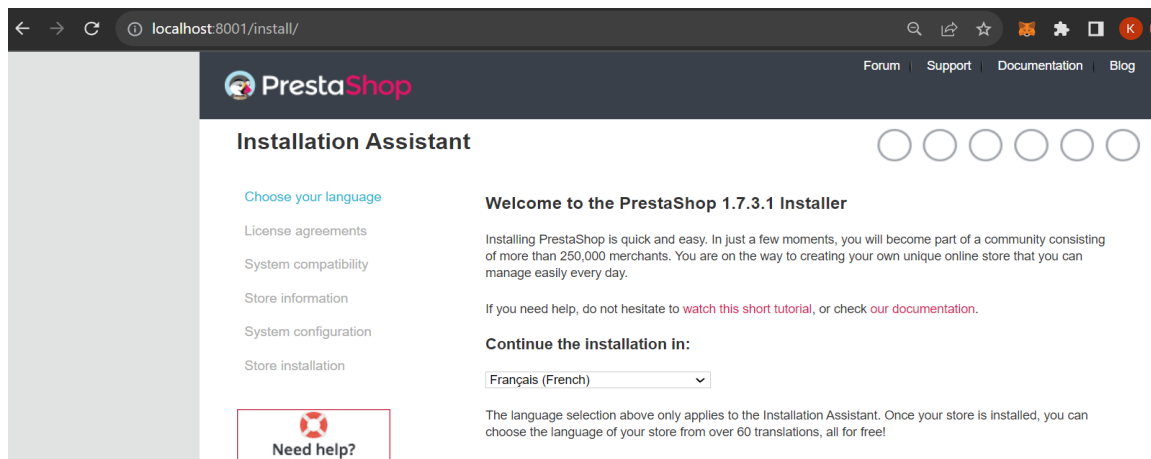 localhost:8001/install/
K
PrestaShop
Forum Support Documentation Blog
Installation Assistant
Choose your language
License agreements
System compatibility
Store information
System configuration
Store installation
Need help?
Welcome to the PrestaShop 1.7.3.1 Installer
Installing PrestaShop is quick and easy. In just a few moments, you will become part of a community consisting
of more than 250,000 merchants. You are on the way to creating your own unique online store that you can
manage easily every day.
If you need help, do not hesitate to watch this short tutorial, or check our documentation.
Continue the installation in:
Français (French)
The language selection above only applies to the Installation Assistant. Once your store is installed, you can
choose the language of your store from over 60 translations, all for free!